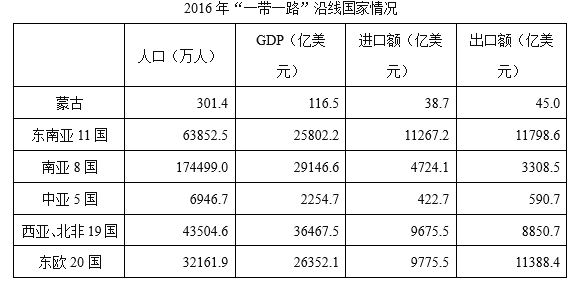 2016年“一带一路”沿线国家情况
人口（万人） GDP（亿美元） 进口额（亿美元） 出口额（亿美元）
蒙古 301.4 116.5 38.7 45.0
东南亚11国 63852.5 25802.2 11267.2 11798.6
南亚8国 174499.0 29146.6 4724.1 3308.5
中亚5国 6946.7 2254.7 422.7 590.7
西亚、北非19国 43504.6 36467.5 9675.5 8850.7
东欧20国 32161.9 26352.1 9775.5 11388.4